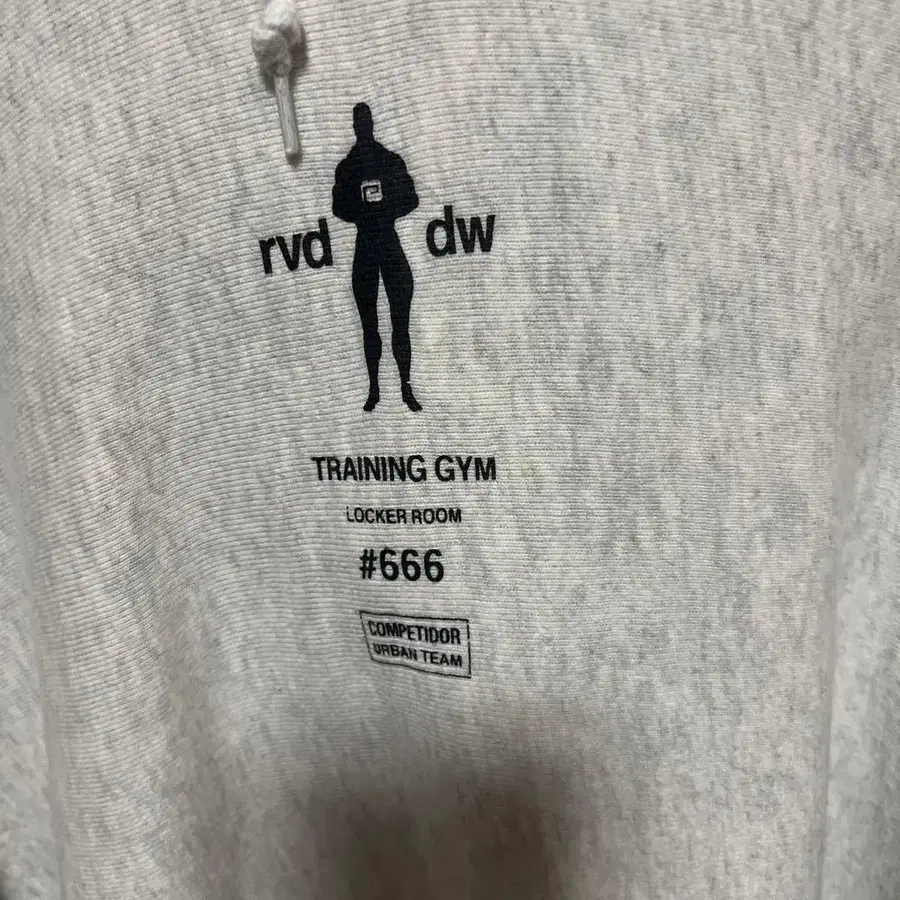 rvd dw
TRAINING GYM
LOCKER ROOM
#666
COMPETIDOR
URBAN TEAM